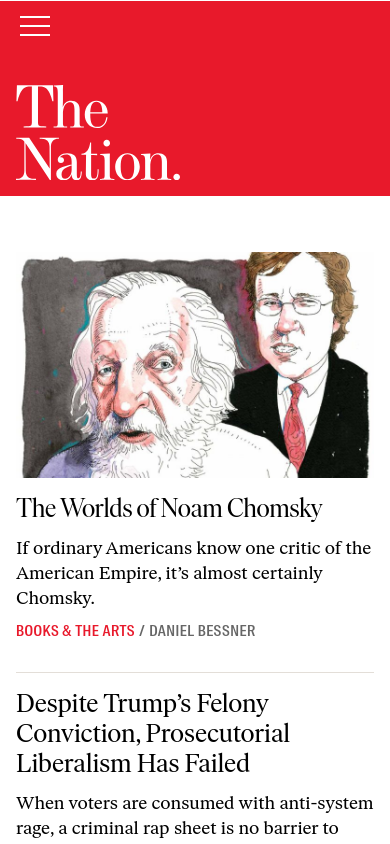 The
Nation.
The Worlds of Noam Chomsky
If ordinary Americans know one critic of the
American Empire, it’s almost certainly
Chomsky.
BOOKS & THE ARTS / DANIEL BESSNER
Despite Trump’s Felony
Conviction, Prosecutorial
Liberalism Has Failed
When voters are consumed with anti-system
rage, a criminal rap sheet is no barrier to